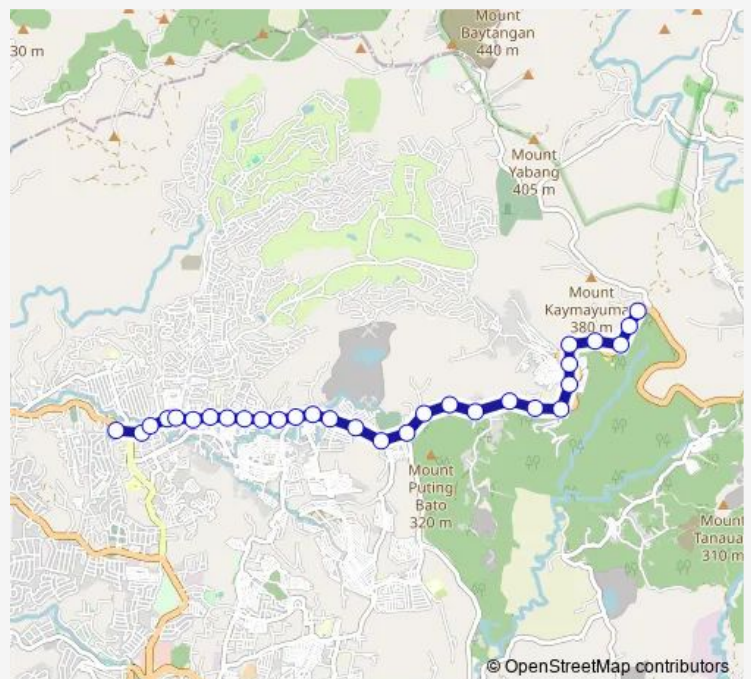 Mount
Baytangan
440 m
30 m
Mount
Yabang
405 m
Mount
Kaymayuma
380 m
Mount
Puting
Bato
320 m
Mount
Tanaua
310 m
© OpenStreetMap contributors